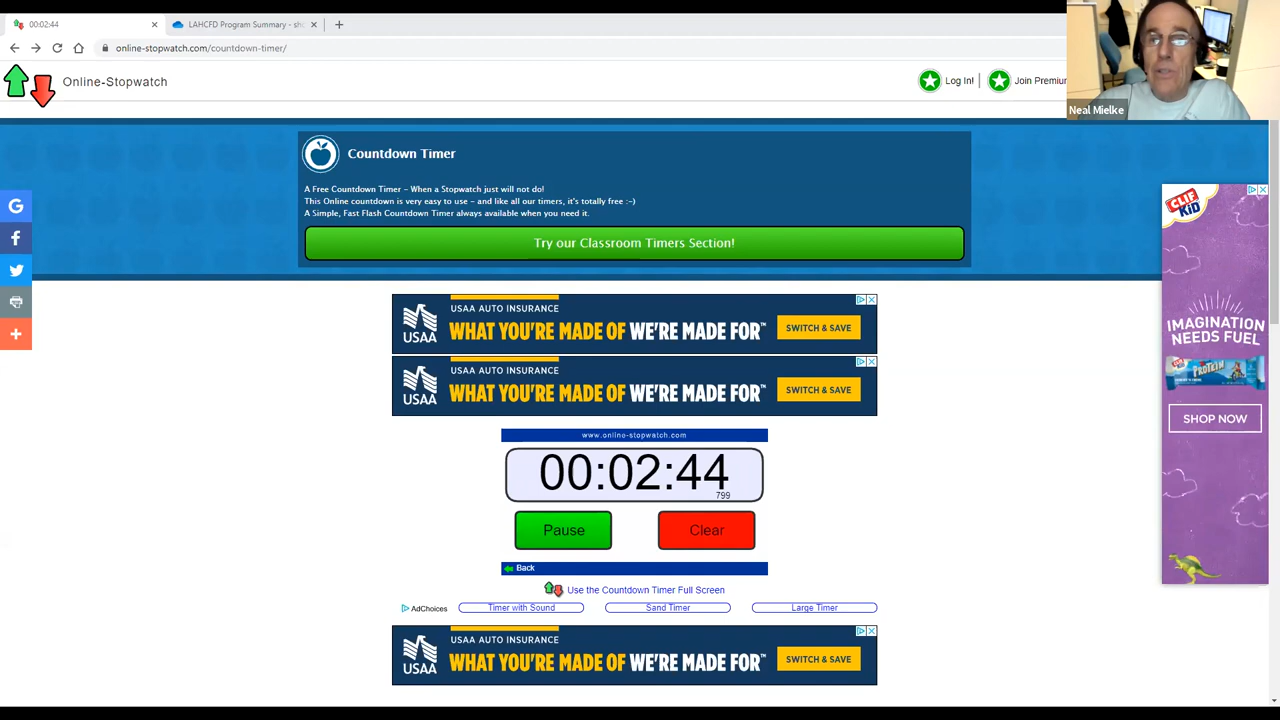 00:02:44
LAHCFD Program Summary - sh
online-stopwatch.com/countdown-timer/
Online-Stopwatch
Log In!
Join Premium
Neal Mielke
Countdown Timer
A Free Countdown Timer - When a Stopwatch just will not do!
This Online countdown is very easy to use - and like all our timers, it's totally free :-)
A Simple, Fast Flash Countdown Timer always available when you need it.
Try our Classroom Timers Section!
USAA AUTO INSURANCE
USAA
WHAT YOU'RE MADE OF WE'RE MADE FOR™
SWITCH & SAVE
USAA AUTO INSURANCE
USAA
WHAT YOU'RE MADE OF WE'RE MADE FOR™
SWITCH & SAVE
www.online-stopwatch.com
00:02:44
799
Pause
Clear
Back
Use the Countdown Timer Full Screen
AdChoices
Timer with Sound
Sand Timer
Large Timer
USAA AUTO INSURANCE
USAA
WHAT YOU'RE MADE OF WE'RE MADE FOR™
SWITCH & SAVE
CLIF
KiD
IMAGINATION
NEEDS FUEL
PROTEIN
SHOP NOW